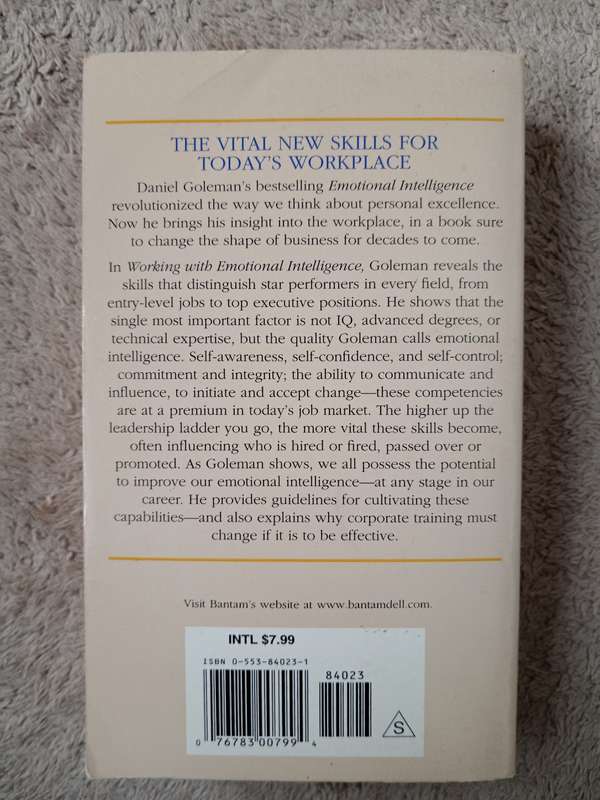 THE VITAL NEW SKILLS FOR
TODAY'S WORKPLACE
Daniel Goleman's bestselling Emotional Intelligence
revolutionized the way we think about personal excellence.
Now he brings his insight into the workplace, in a book sure
to change the shape of business for decades to come.
In Working with Emotional Intelligence, Goleman reveals the
skills that distinguish star performers in every field, from
entry-level jobs to top executive positions. He shows that the
single most important factor is not IQ, advanced degrees, or
technical expertise, but the quality Goleman calls emotional
intelligence. Self-awareness, self-confidence, and self-control;
commitment and integrity; the ability to communicate and
influence, to initiate and accept change—these competencies
are at a premium in today's job market. The higher up the
leadership ladder you go, the more vital these skills become,
often influencing who is hired or fired, passed over or
promoted. As Goleman shows, we all possess the potential
to improve our emotional intelligence—at any stage in our
career. He provides guidelines for cultivating these
capabilities—and also explains why corporate training must
change if it is to be effective.
Visit Bantam's website at www.bantamdell.com.
INTL $7.99
ISBN 0-553-84023-1
84023
0 76783 00799 4
S